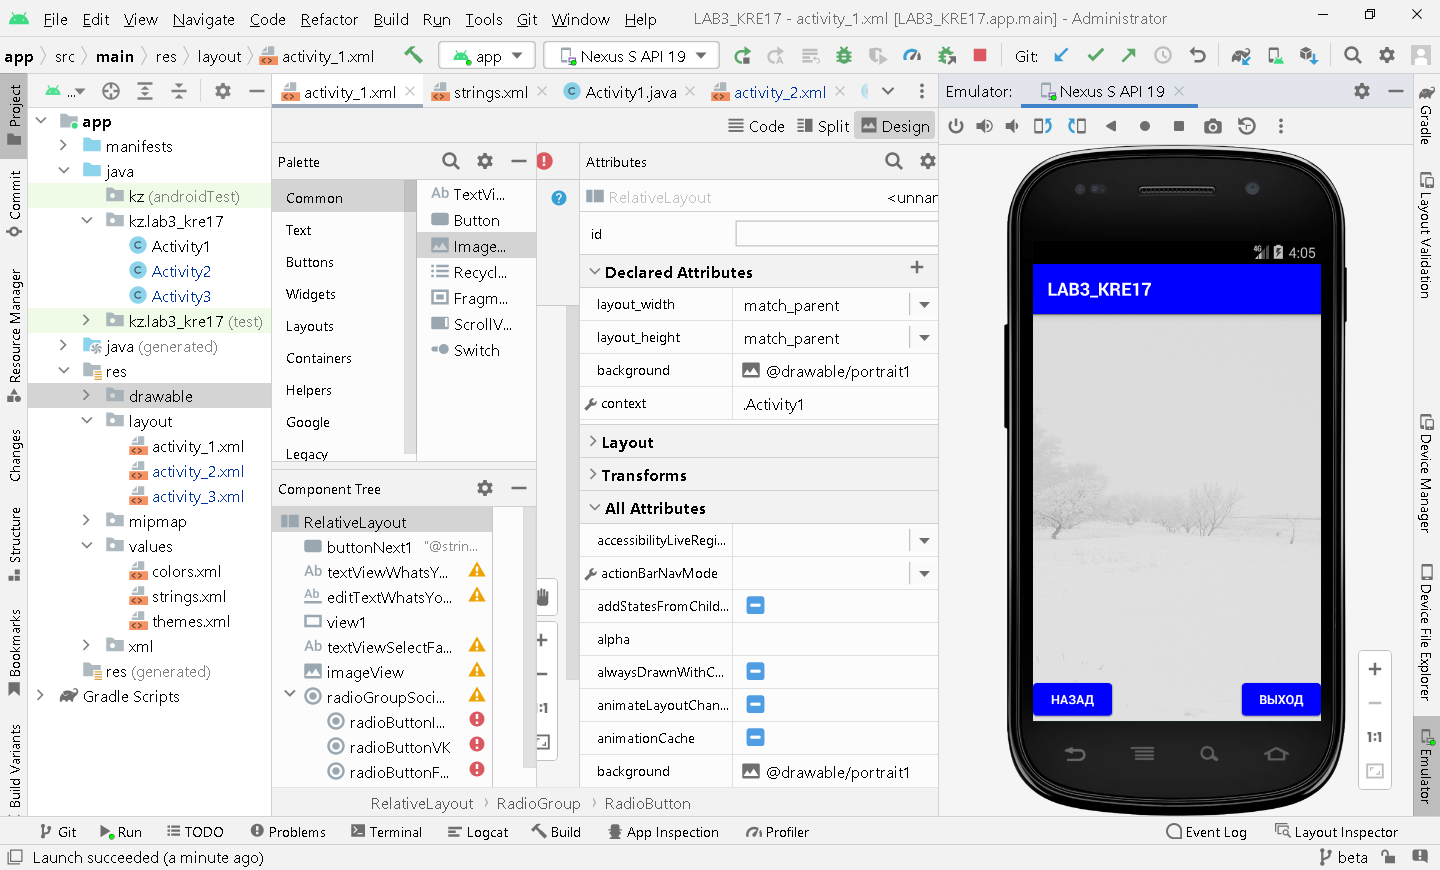 File Edit View Navigate Code Refactor Build Run Tools Git Window Help LAB3_KRE17 - activity_1.xml [LAB3_KRE17.app.main] - Administrator
app src main res layout activity_1.xml app Nexus S API 19 Git:
... activity_1.xml strings.xml Activity1.java activity_2.xml Emulator: Nexus S API 19
Code Split Design
Project
Commit
Resource Manager
Changes
Structure
Bookmarks
Build Variants
app
manifests
java
kz (androidTest)
kz.lab3_kre17
Activity1
Activity2
Activity3
kz.lab3_kre17 (test)
java (generated)
res
drawable
layout
activity_1.xml
activity_2.xml
activity_3.xml
mipmap
values
colors.xml
strings.xml
themes.xml
xml
res (generated)
Gradle Scripts
Palette
Common
Text
Buttons
Widgets
Layouts
Containers
Helpers
Google
Legacy
Ab TextVi...
Button
Image...
Recycl...
Fragm...
ScrollV...
Switch
Component Tree
RelativeLayout
buttonNext1 "@strin...
Ab textViewWhatsY...
Ab editTextWhatsYo...
view1
Ab textViewSelectFa...
imageView
radioGroupSoci...
radioButtonI...
radioButtonVK
radioButtonF...
:1
Attributes
RelativeLayout <unnar
id
Declared Attributes
layout_width match_parent
layout_height match_parent
background @drawable/portrait1
context .Activity1
Layout
Transforms
All Attributes
accessibilityLiveRegi...
actionBarNavMode
addStatesFromChild...
alpha
alwaysDrawnWithC...
animateLayoutChan...
animationCache
background @drawable/portrait1
RelativeLayout RadioGroup RadioButton
4G 4:05
LAB3_KRE17
НАЗАД ВЫХОД
1:1
Gradle
Layout Validation
Device Manager
Device File Explorer
Emulator
Git Run TODO Problems Terminal Logcat Build App Inspection Profiler Event Log Layout Inspector
Launch succeeded (a minute ago) beta